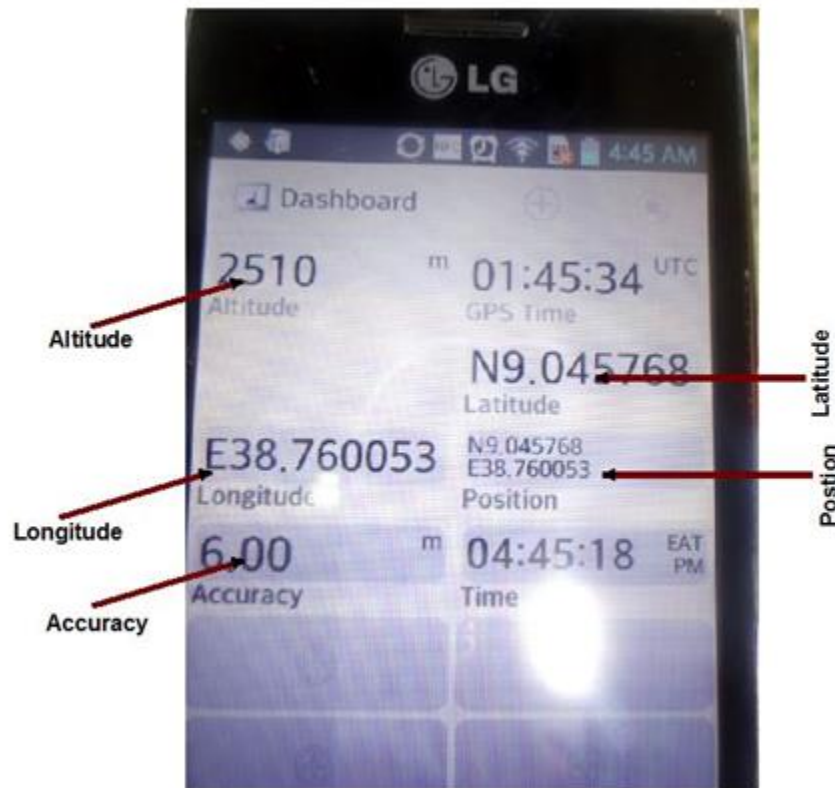 LG
4:45 AM
Dashboard
2510 m
Altitude
01:45:34 UTC
GPS Time
N9.045768
Latitude
E38.760053
Longitude
N9.045768
E38.760053
Position
6.00 m
Accuracy
04:45:18 EAT PM
Time
Altitude
Longitude
Accuracy
Latitude
Postion